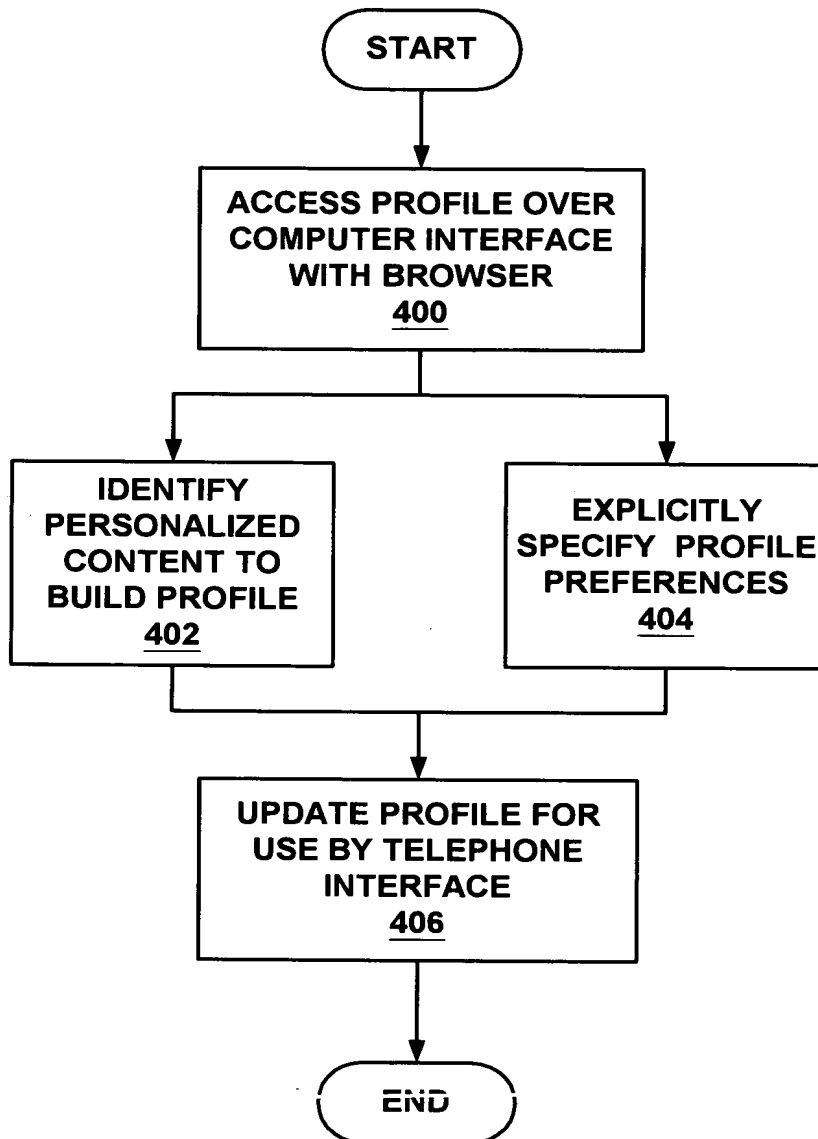 START
ACCESS PROFILE OVER
COMPUTER INTERFACE
WITH BROWSER
400
IDENTIFY
PERSONALIZED
CONTENT TO
BUILD PROFILE
402
EXPLICITLY
SPECIFY PROFILE
PREFERENCES
404
UPDATE PROFILE FOR
USE BY TELEPHONE
INTERFACE
406
END